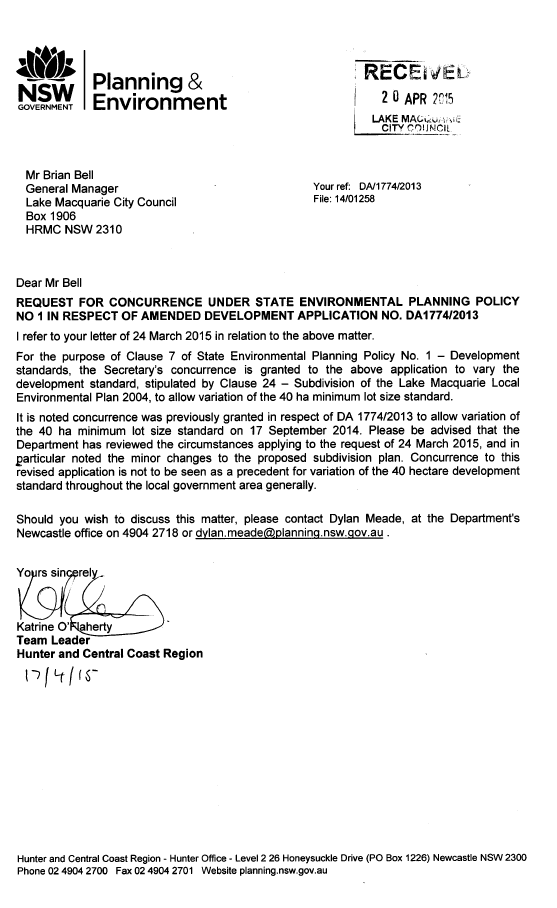 NSW
GOVERNMENT
Planning &
Environment
RECEIVED
20 APR 2015
LAKE MACQUARIE
CITY COUNCIL
Mr Brian Bell
General Manager
Lake Macquarie City Council
Box 1906
HRMC NSW 2310
Your ref: DA/1774/2013
File: 14/01258
Dear Mr Bell
REQUEST FOR CONCURRENCE UNDER STATE ENVIRONMENTAL PLANNING POLICY
NO 1 IN RESPECT OF AMENDED DEVELOPMENT APPLICATION NO. DA1774/2013
I refer to your letter of 24 March 2015 in relation to the above matter.
For the purpose of Clause 7 of State Environmental Planning Policy No. 1 – Development
standards, the Secretary's concurrence is granted to the above application to vary the
development standard, stipulated by Clause 24 – Subdivision of the Lake Macquarie Local
Environmental Plan 2004, to allow variation of the 40 ha minimum lot size standard.
It is noted concurrence was previously granted in respect of DA 1774/2013 to allow variation of
the 40 ha minimum lot size standard on 17 September 2014. Please be advised that the
Department has reviewed the circumstances applying to the request of 24 March 2015, and in
particular noted the minor changes to the proposed subdivision plan. Concurrence to this
revised application is not to be seen as a precedent for variation of the 40 hectare development
standard throughout the local government area generally.
Should you wish to discuss this matter, please contact Dylan Meade, at the Department's
Newcastle office on 4904 2718 or dylan.meade@planning.nsw.gov.au .
Yours sincerely
Katrine O'Flaherty
Team Leader
Hunter and Central Coast Region
17/4/15
Hunter and Central Coast Region - Hunter Office - Level 2 26 Honeysuckle Drive (PO Box 1226) Newcastle NSW 2300
Phone 02 4904 2700 Fax 02 4904 2701 Website planning.nsw.gov.au